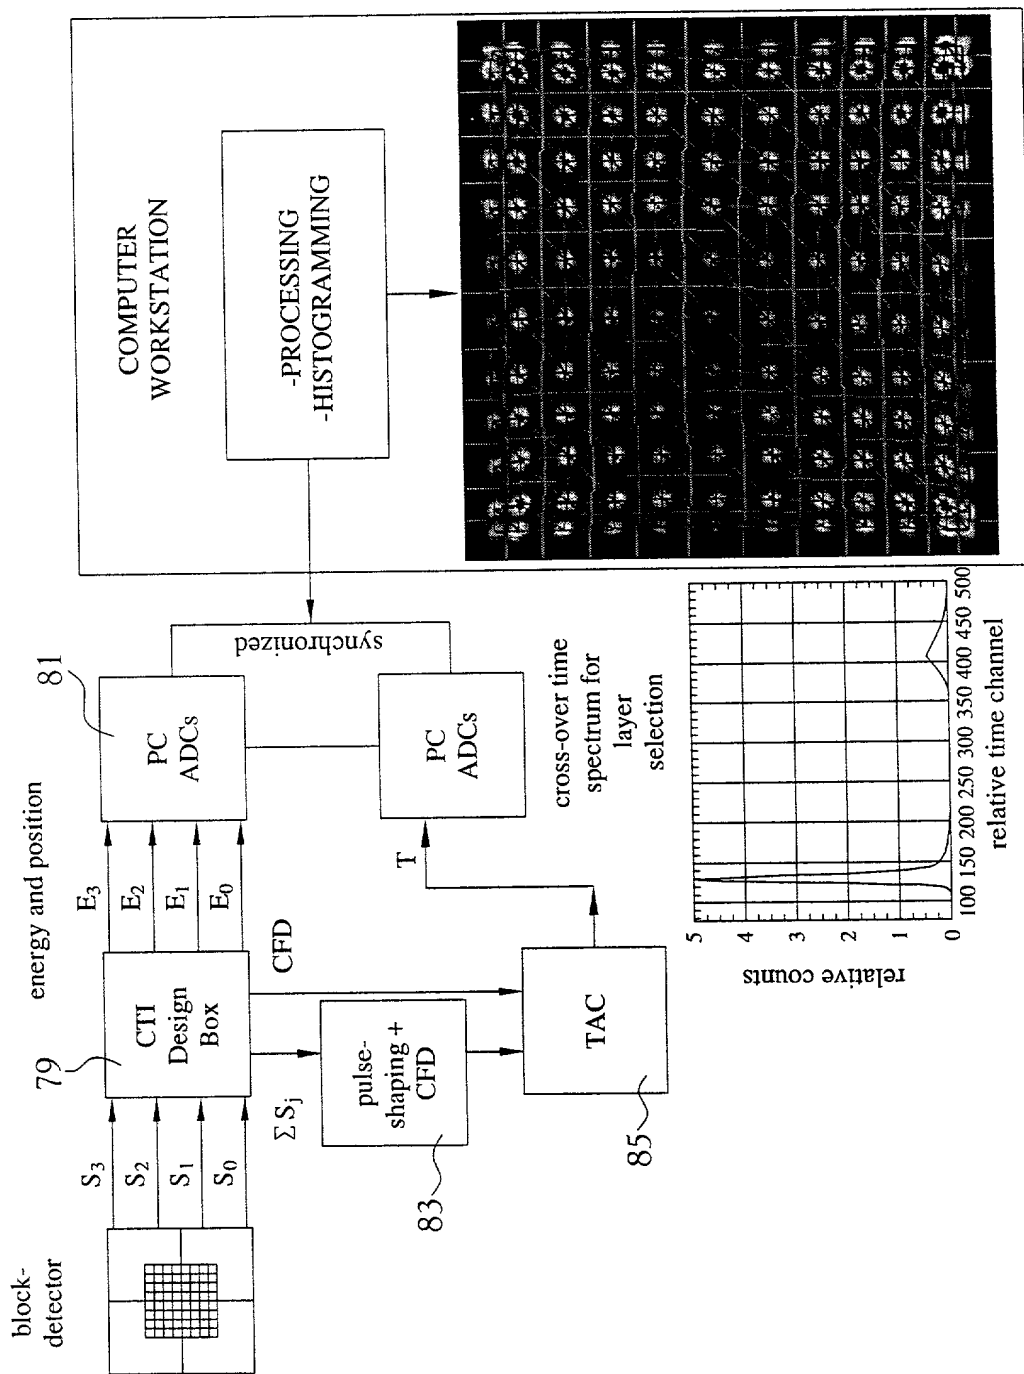 block-
detector
S3
S2
S1
S0
79
CTI
Design
Box
energy and position
E3
E2
E1
E0
81
PC
ADCs
synchronized
PC
ADCs
ΣSj
CFD
83
pulse-
shaping +
CFD
85
TAC
T
COMPUTER
WORKSTATION
-PROCESSING
-HISTOGRAMMING
cross-over time
spectrum for
layer
selection
relative counts
5
4
3
2
1
0
100 150 200 250 300 350 400 450 500
relative time channel